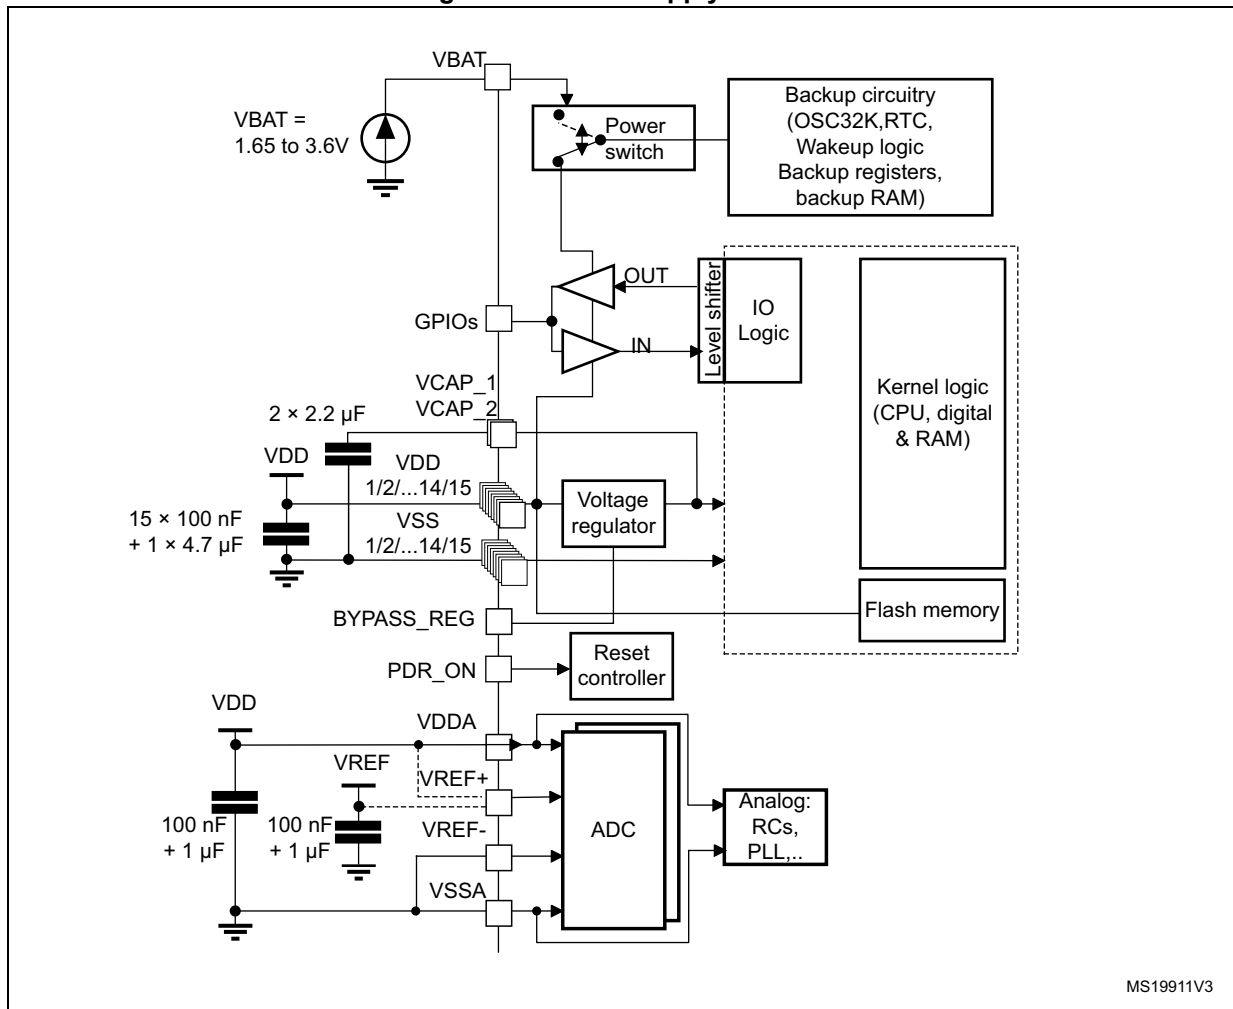 VBAT
VBAT =
1.65 to 3.6V
Power
switch
Backup circuitry
(OSC32K,RTC,
Wakeup logic
Backup registers,
backup RAM)
OUT
GPIOs
IN
Level shifter
IO
Logic
Kernel logic
(CPU, digital
& RAM)
VCAP_1
VCAP_2
2 × 2.2 µF
VDD
VDD
1/2/...14/15
Voltage
regulator
15 × 100 nF
+ 1 × 4.7 µF
VSS
1/2/...14/15
Flash memory
BYPASS_REG
PDR_ON
Reset
controller
VDD
VDDA
VREF
VREF+
100 nF
+ 1 µF
100 nF
+ 1 µF
VREF-
ADC
Analog:
RCs,
PLL,..
VSSA
MS19911V3